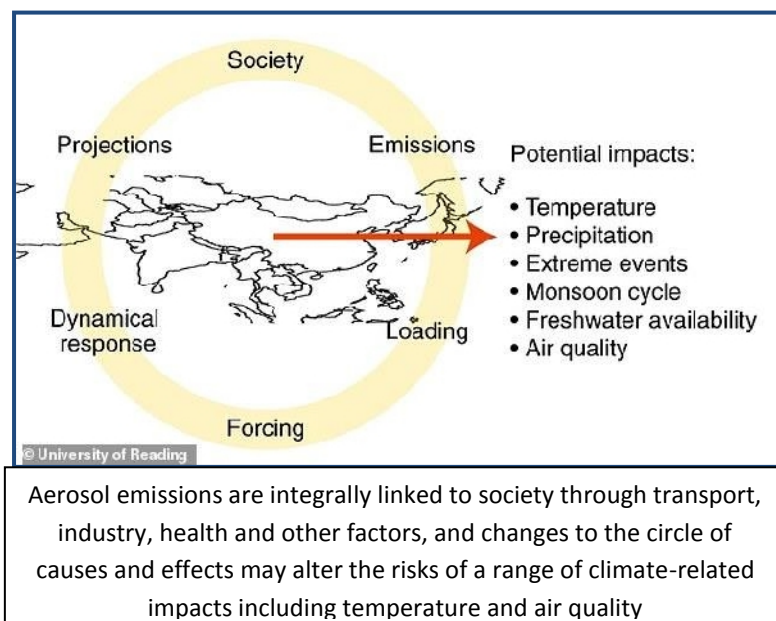 Society
Projections
Emissions
Potential impacts:
• Temperature
• Precipitation
• Extreme events
• Monsoon cycle
• Freshwater availability
• Air quality
Dynamical
response
Loading
Forcing
© University of Reading
Aerosol emissions are integrally linked to society through transport,
industry, health and other factors, and changes to the circle of
causes and effects may alter the risks of a range of climate-related
impacts including temperature and air quality